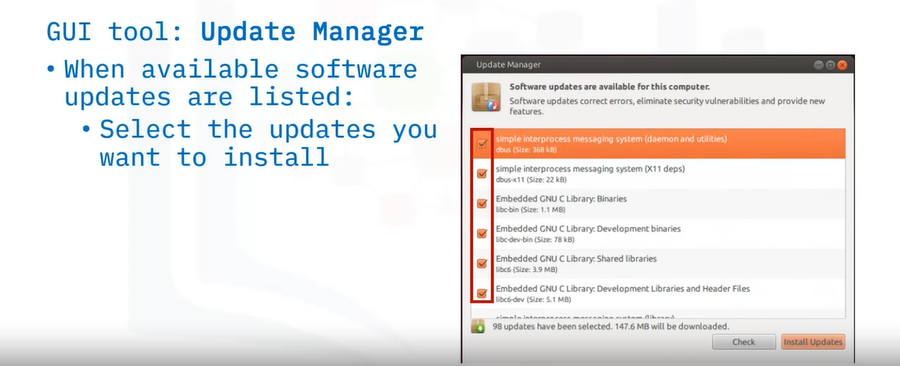 GUI tool: Update Manager
• When available software
updates are listed:
• Select the updates you
want to install
Update Manager
Software updates are available for this computer.
Software updates correct errors, eliminate security vulnerabilities and provide new
features.
simple interprocess messaging system (daemon and utilities)
dbus (Size: 368 kB)
simple interprocess messaging system (X11 deps)
dbus-x11 (Size: 22 kB)
Embedded GNU C Library: Binaries
libc-bin (Size: 1.1 MB)
Embedded GNU C Library: Development binaries
libc-dev-bin (Size: 78 kB)
Embedded GNU C Library: Shared libraries
libc6 (Size: 3.9 MB)
Embedded GNU C Library: Development Libraries and Header Files
libc6-dev (Size: 5.1 MB)
simple interprocess messaging system (library)
98 updates have been selected. 147.6 MB will be downloaded.
Check
Install Updates